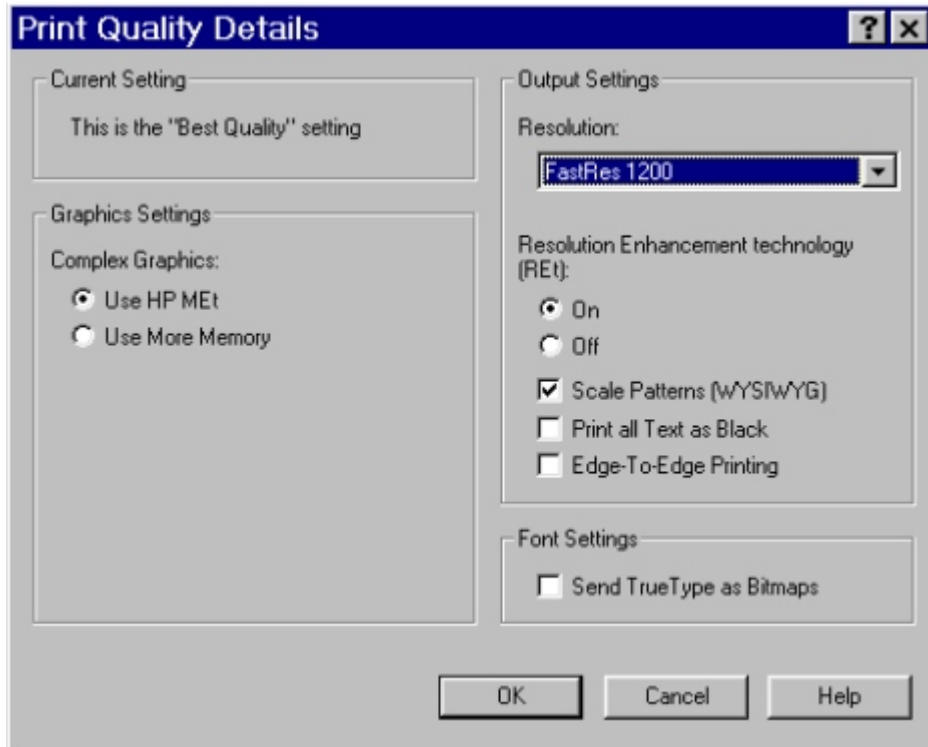 Print Quality Details
Current Setting
This is the "Best Quality" setting
Graphics Settings
Complex Graphics:
Use HP MEt
Use More Memory
Output Settings
Resolution:
FastRes 1200
Resolution Enhancement technology
(REt):
On
Off
Scale Patterns (WYSIWYG)
Print all Text as Black
Edge-To-Edge Printing
Font Settings
Send TrueType as Bitmaps
OK
Cancel
Help